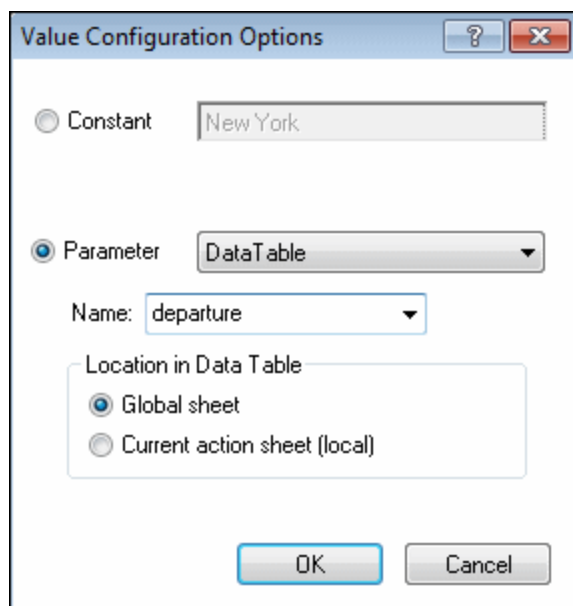 Value Configuration Options ?
Constant New York
Parameter DataTable
Name: departure
Location in Data Table
Global sheet
Current action sheet (local)
OK Cancel